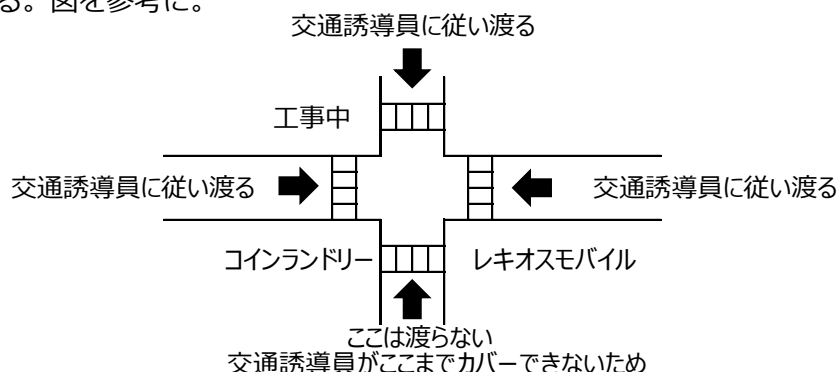 る。図を参考に。
交通誘導員に従い渡る
工事中
交通誘導員に従い渡る
交通誘導員に従い渡る
コインランドリー
レキオスモバイル
ここは渡らない
交通誘導員がここまでカバーできないため